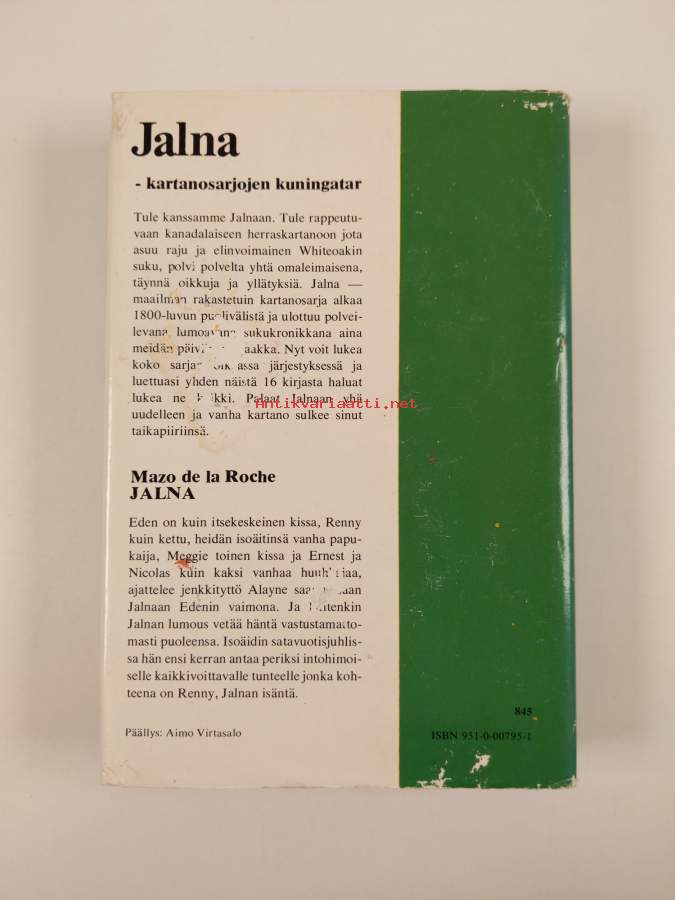 Jalna
- kartanosarjojen kuningatar
Tule kanssamme Jalnaan. Tule rappeutu-
vaan kanadalaiseen herraskartanoon jota
asuu raju ja elinvoimainen Whiteoakin
suku, polvi polvelta yhtä omaleimaisena,
täynnä oikkuja ja yllätyksiä. Jalna —
maailman rakastetuin kartanosarja alkaa
1800-luvun puolivälistä ja ulottuu polvei-
levana lumoavana sukukronikkana aina
meidän Nyt voit lukea
koko järjestyksessä ja
luettuasi yhden näistä 16 kirjasta haluat
lukea ne Palaat Jalnaan yhä
Antikvariaatti.net
uudelleen ja vanha kartano sulkee sinut
taikapiiriinsä.
Mazo de la Roche
JALNA
Eden on kuin itsekeskeinen kissa, Renny
kuin kettu, heidän isoäitinsä vanha papu-
kaija, Meggie toinen kissa ja Ernest ja
Nicolas kuin kaksi vanhaa
ajattelee jenkkityttö Alayne
Jalnaan Edenin vaimona. Ja
Jalnan lumous vetää häntä vastustamatto-
masti puoleensa. Isoäidin satavuotisjuhlis-
sa hän ensi kerran antaa periksi intohimoi-
selle kaikkivoittavalle tunteelle jonka koh-
teena on Renny, Jalnan isäntä.
Päällys: Aimo Virtasalo
845
ISBN 951-0-00795-1